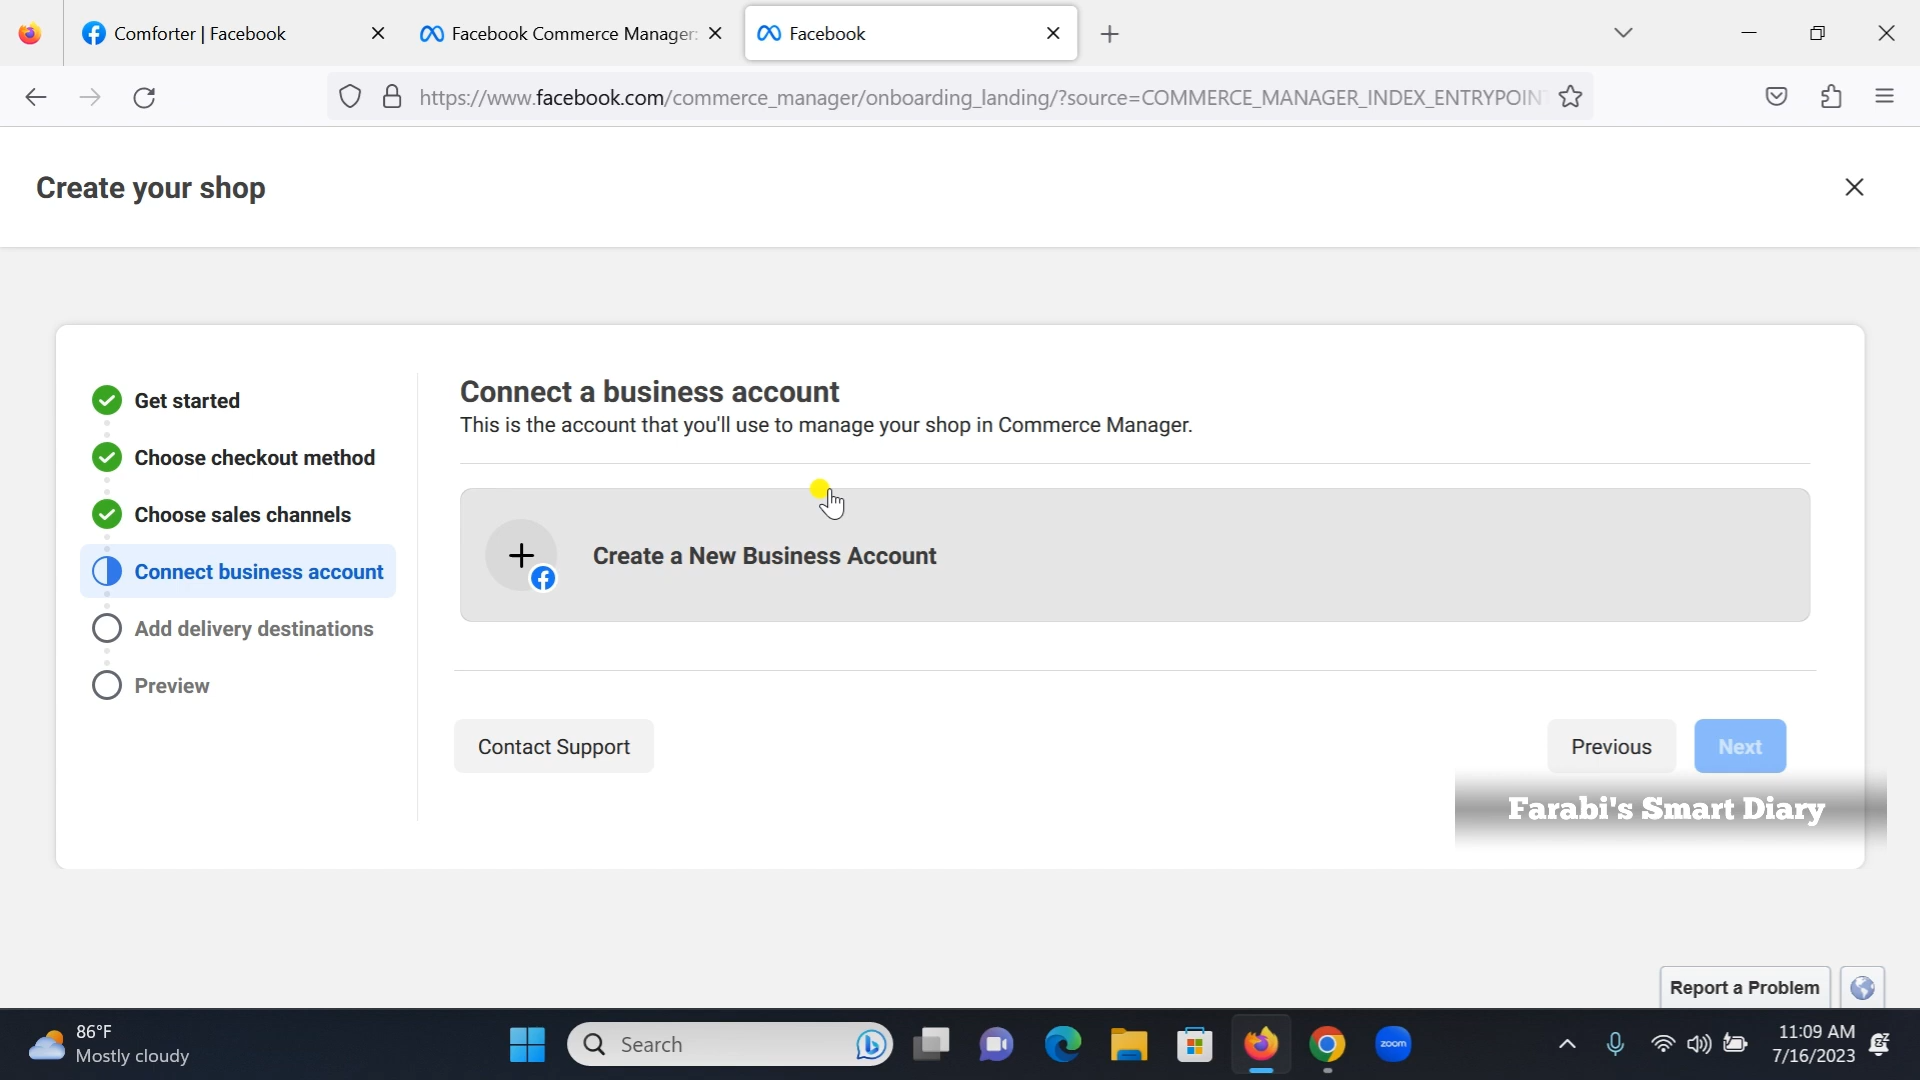 Comforter | Facebook
Facebook Commerce Manager:
Facebook
https://www.facebook.com/commerce_manager/onboarding_landing/?source=COMMERCE_MANAGER_INDEX_ENTRYPOIN
Create your shop
Get started
Choose checkout method
Choose sales channels
Connect business account
Add delivery destinations
Preview
Connect a business account
This is the account that you'll use to manage your shop in Commerce Manager.
Create a New Business Account
Contact Support
Previous
Next
Farabi's Smart Diary
Report a Problem
86°F
Mostly cloudy
Search
zoom
11:09 AM
7/16/2023